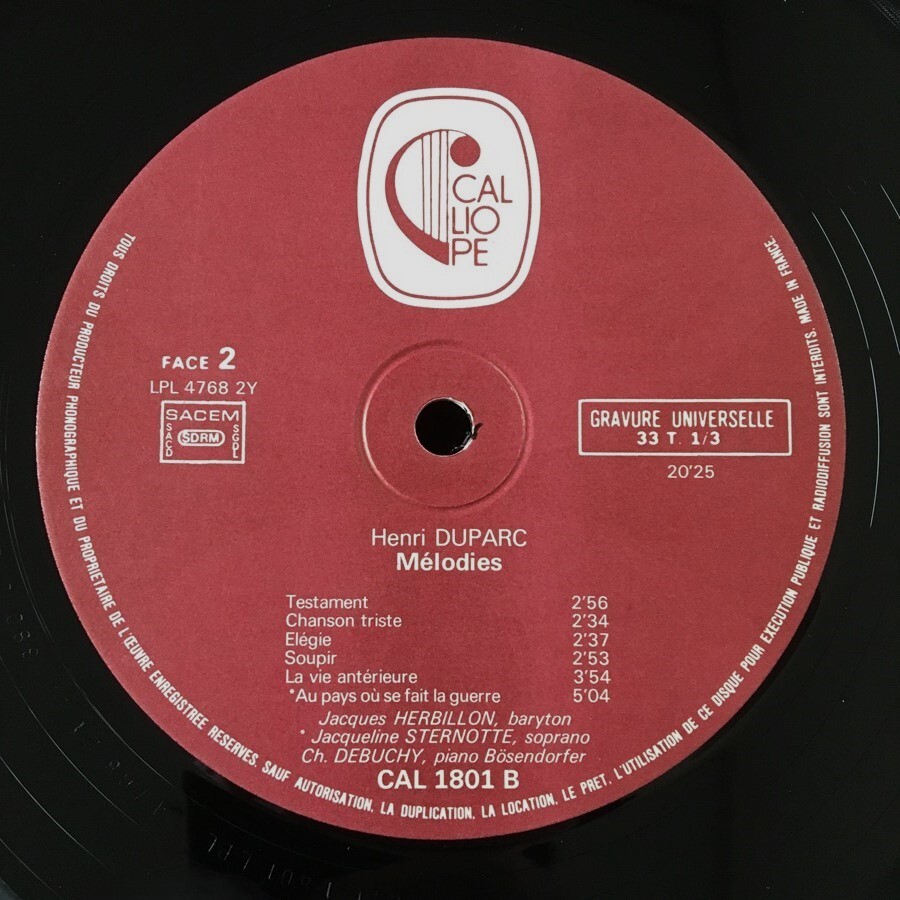 CAL
LIO
PE
FACE 2
LPL 4768 2Y
SACEM
SACD
SDRM
SGDL
GRAVURE UNIVERSELLE
33 T. 1/3
20'25
Henri DUPARC
Mélodies
Testament 2'56
Chanson triste 2'34
Elégie 2'37
Soupir 2'53
La vie antérieure 3'54
*Au pays où se fait la guerre 5'04
Jacques HERBILLON, baryton
* Jacqueline STERNOTTE, soprano
Ch. DEBUCHY, piano Bösendorfer
CAL 1801 B
TOUS DROITS DU PRODUCTEUR PHONOGRAPHIQUE ET DU PROPRIETAIRE DE L'ŒUVRE ENREGISTREE RESERVES. SAUF AUTORISATION, LA DUPLICATION, LA LOCATION, LE PRET, L'UTILISATION DE CE DISQUE POUR EXECUTION PUBLIQUE ET RADIODIFFUSION SONT INTERDITS. MADE IN FRANCE.